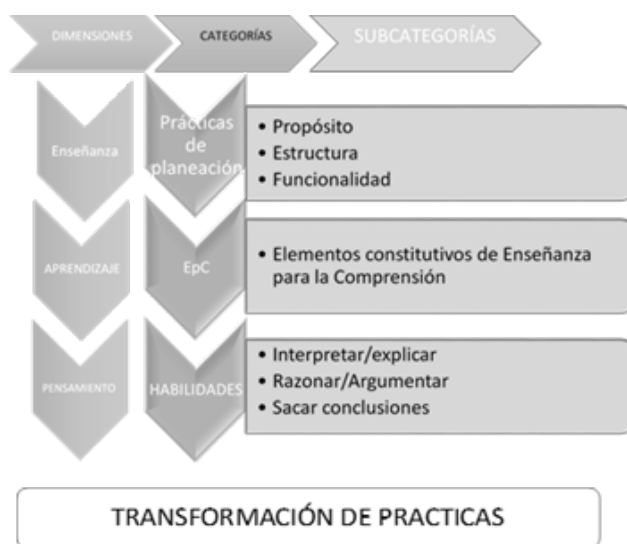 DIMENSIONES
CATEGORÍAS
SUBCATEGORÍAS
Enseñanza
Prácticas
de
planeación
• Propósito
• Estructura
• Funcionalidad
APRENDIZAJE
EpC
• Elementos constitutivos de Enseñanza
para la Comprensión
PENSAMIENTO
HABILIDADES
• Interpretar/explicar
• Razonar/Argumentar
• Sacar conclusiones
TRANSFORMACIÓN DE PRACTICAS